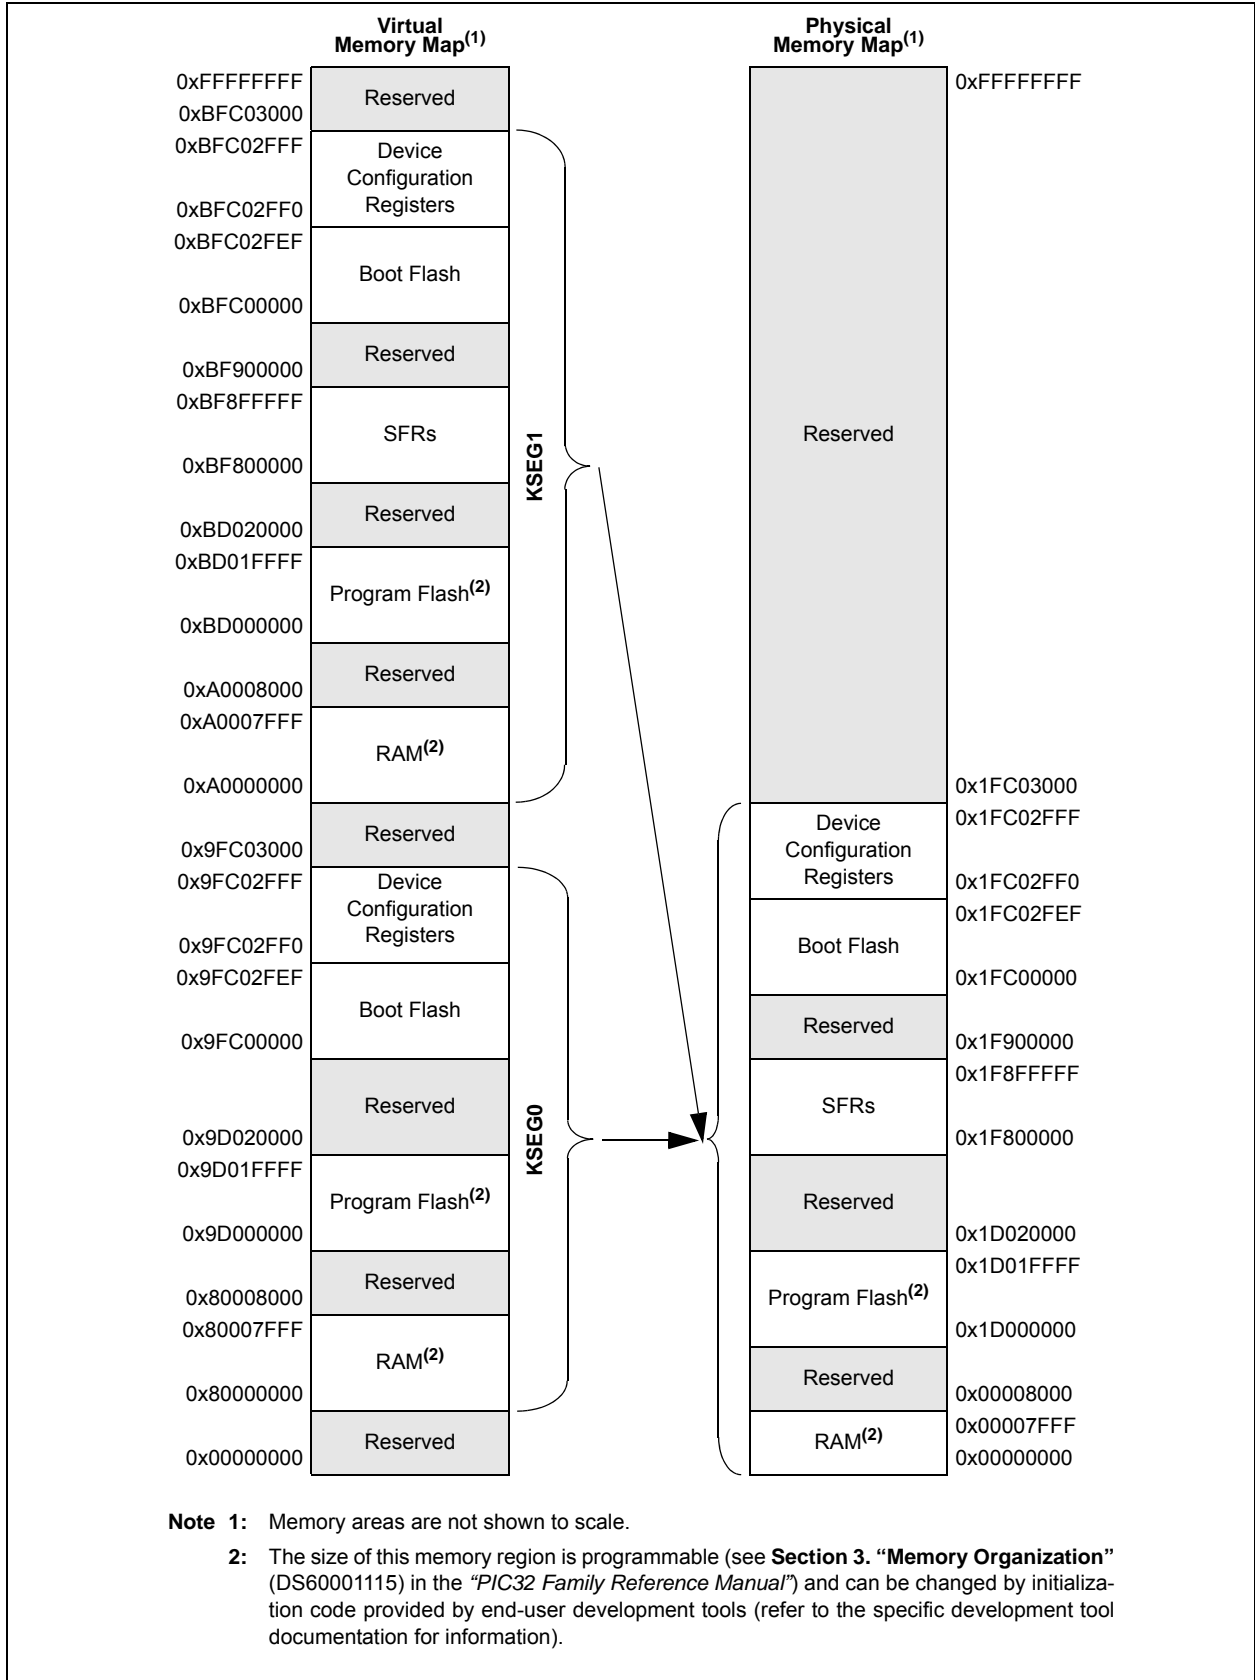 Virtual
Memory Map(1)
0xFFFFFFFF
Reserved
0xBFC03000
0xBFC02FFF
Device
Configuration
Registers
0xBFC02FF0
0xBFC02FEF
Boot Flash
0xBFC00000
Reserved
0xBF900000
0xBF8FFFFF
SFRs
0xBF800000
Reserved
0xBD020000
0xBD01FFFF
Program Flash(2)
0xBD000000
Reserved
0xA0008000
0xA0007FFF
RAM(2)
0xA0000000
Reserved
0x9FC03000
0x9FC02FFF
Device
Configuration
Registers
0x9FC02FF0
0x9FC02FEF
Boot Flash
0x9FC00000
Reserved
0x9D020000
0x9D01FFFF
Program Flash(2)
0x9D000000
Reserved
0x80008000
0x80007FFF
RAM(2)
0x80000000
Reserved
0x00000000
KSEG1
KSEG0
Physical
Memory Map(1)
0xFFFFFFFF
Reserved
0x1FC03000
0x1FC02FFF
Device
Configuration
Registers
0x1FC02FF0
0x1FC02FEF
Boot Flash
0x1FC00000
Reserved
0x1F900000
0x1F8FFFFF
SFRs
0x1F800000
Reserved
0x1D020000
0x1D01FFFF
Program Flash(2)
0x1D000000
Reserved
0x00008000
0x00007FFF
RAM(2)
0x00000000
Note 1: Memory areas are not shown to scale.
2: The size of this memory region is programmable (see Section 3. “Memory Organization”
(DS60001115) in the “PIC32 Family Reference Manual”) and can be changed by initializa-
tion code provided by end-user development tools (refer to the specific development tool
documentation for information).